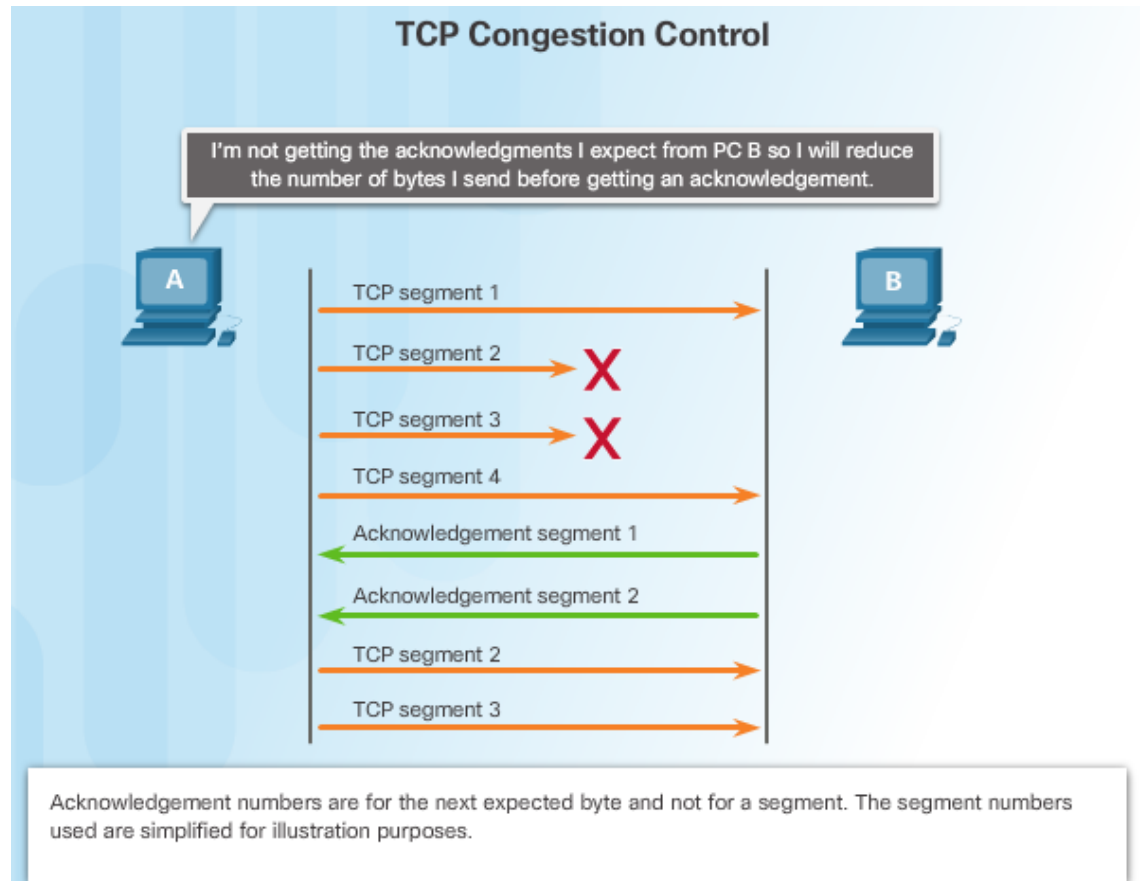 TCP Congestion Control
I'm not getting the acknowledgments I expect from PC B so I will reduce
the number of bytes I send before getting an acknowledgement.
A
B
TCP segment 1
TCP segment 2
X
TCP segment 3
X
TCP segment 4
Acknowledgement segment 1
Acknowledgement segment 2
TCP segment 2
TCP segment 3
Acknowledgement numbers are for the next expected byte and not for a segment. The segment numbers
used are simplified for illustration purposes.